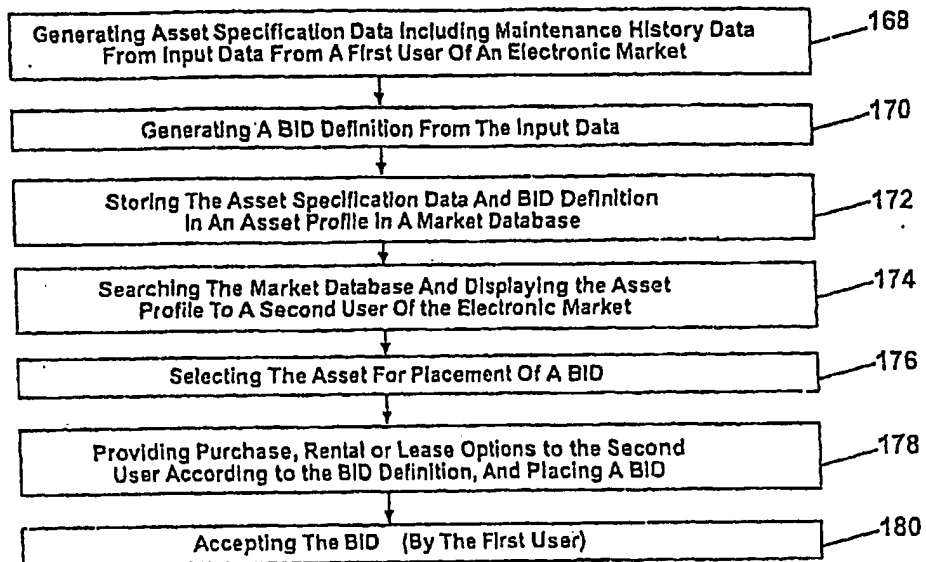 Generating Asset Specification Data Including Maintenance History Data
From Input Data From A First User Of An Electronic Market
168
Generating A BID Definition From The Input Data
170
Storing The Asset Specification Data And BID Definition
In An Asset Profile In A Market Database
172
Searching The Market Database And Displaying the Asset
Profile To A Second User Of the Electronic Market
174
Selecting The Asset For Placement Of A BID
176
Providing Purchase, Rental or Lease Options to the Second
User According to the BID Definition, And Placing A BID
178
Accepting The BID (By The First User)
180